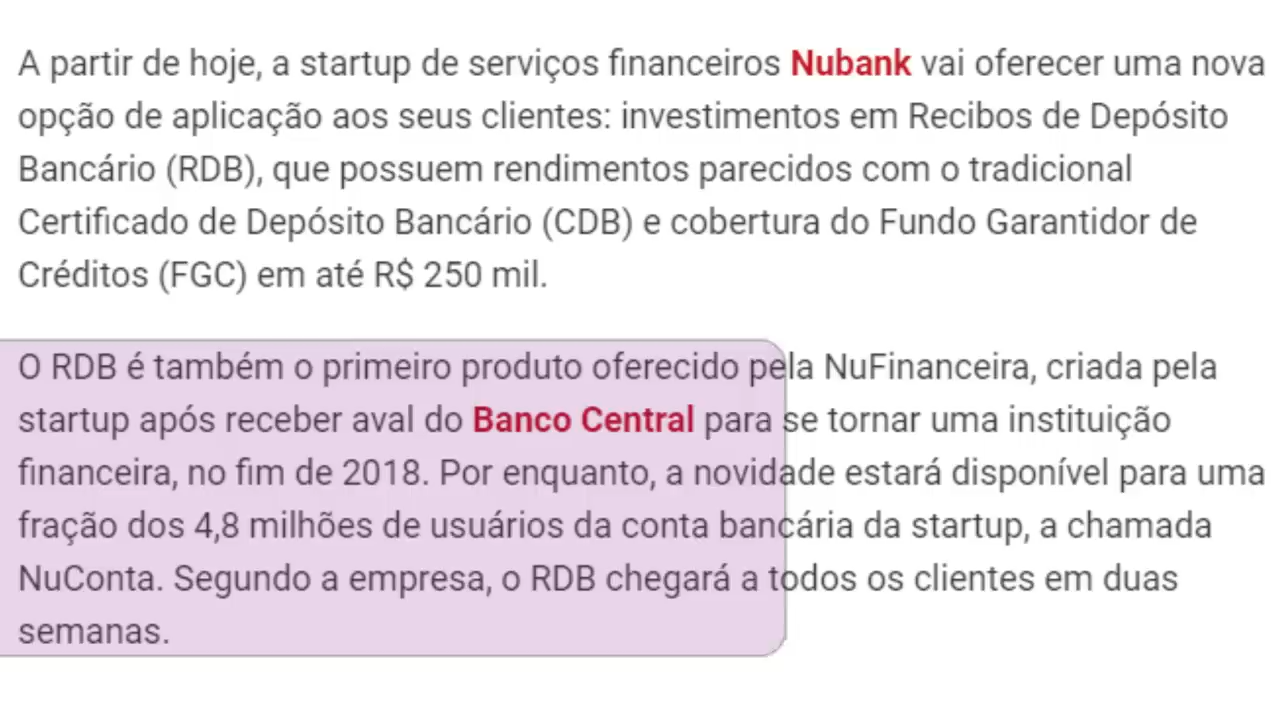 A partir de hoje, a startup de serviços financeiros Nubank vai oferecer uma nova
opção de aplicação aos seus clientes: investimentos em Recibos de Depósito
Bancário (RDB), que possuem rendimentos parecidos com o tradicional
Certificado de Depósito Bancário (CDB) e cobertura do Fundo Garantidor de
Créditos (FGC) em até R$ 250 mil.
O RDB é também o primeiro produto oferecido pela NuFinanceira, criada pela
startup após receber aval do Banco Central para se tornar uma instituição
financeira, no fim de 2018. Por enquanto, a novidade estará disponível para uma
fração dos 4,8 milhões de usuários da conta bancária da startup, a chamada
NuConta. Segundo a empresa, o RDB chegará a todos os clientes em duas
semanas.